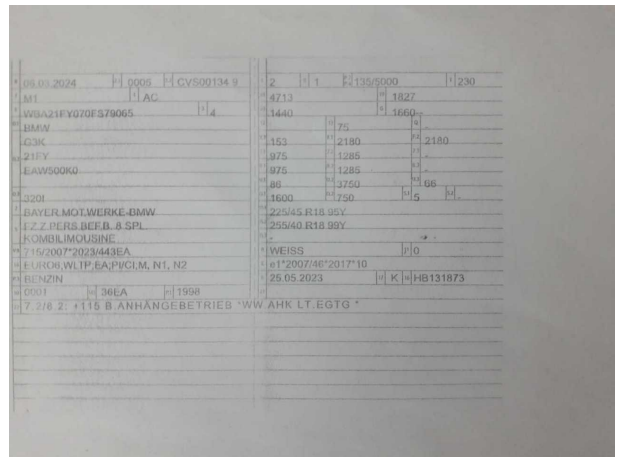 06.03.2024 0005 CVS00134 9
M1 AC
WBA21FY070FS79065 4
BMW
G3K
21FY
EAW500K0
320I
BAYER.MOT.WERKE-BMW
FZ.Z.PERS.BEF.B. 8 SPL.
KOMBILIMOUSINE
715/2007*2023/443EA
EURO6,WLTP;EA;PI/CI,M, N1, N2
BENZIN
0001 36EA 1998
2 1 135/5000 230
4713 1827
1440 1660--
75 -
153 2180 2180
975 1285 -
975 1285 -
86 3750 66
1600 750 5 -
225/45 R18 95Y
255/40 R18 99Y
- -
WEISS 0
e1*2007/46*2017*10
25.05.2023 K HB131873
7.2/8.2: +115 B.ANHÄNGEBETRIEB *WW.AHK LT.EGTG *